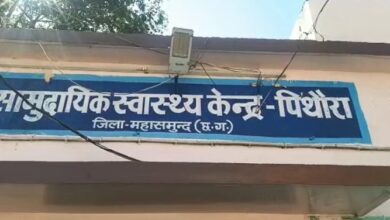 सामुदायिक स्वास्थ्य केन्द्र-पिथौरा
जिला-महासमुन्द (छ.ग.)